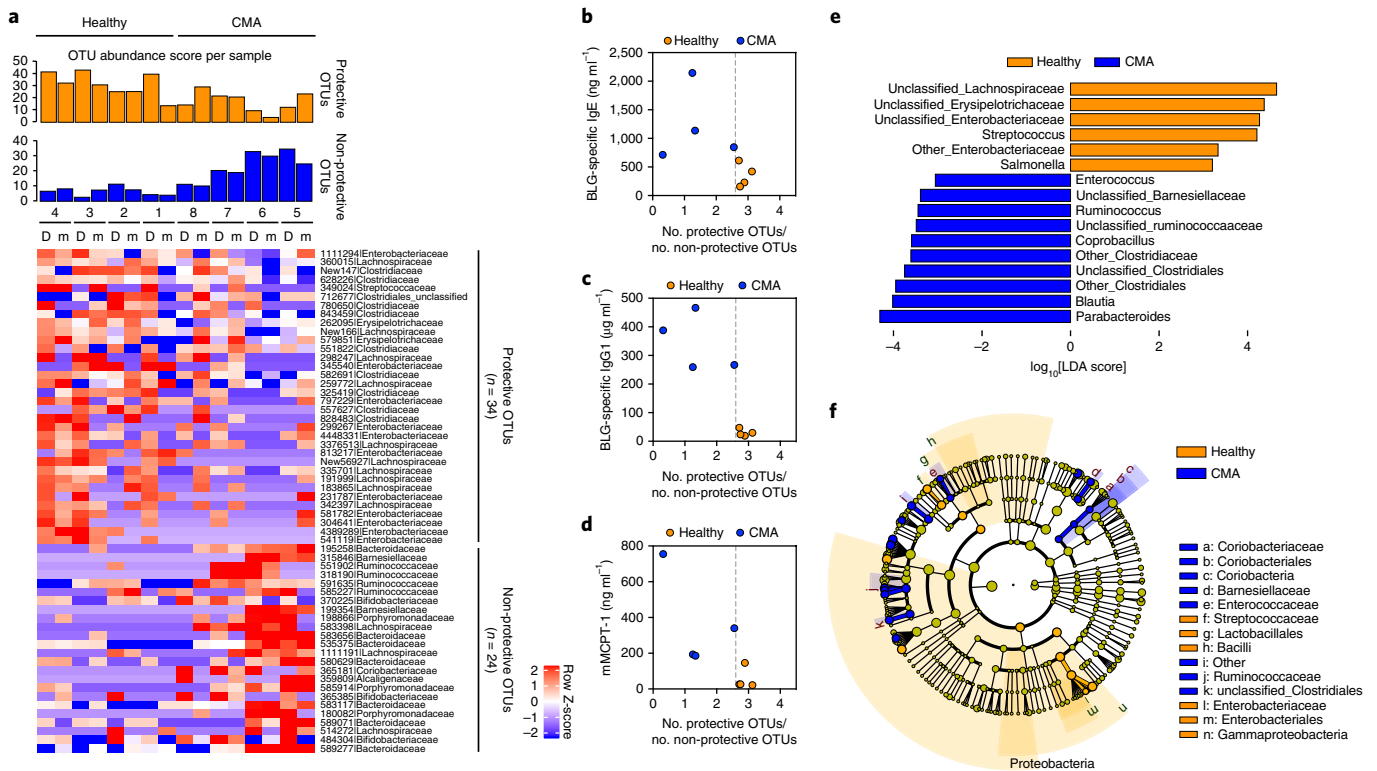 a
Healthy CMA
OTU abundance score per sample
50
40
30
20
10
0
Protective
OTUs
40
30
20
10
0
Non-protective
OTUs
4 3 2 1 8 7 6 5
D m D m D m D m D m D m D m D m
1111294|Enterobacteriaceae
360015|Lachnospiraceae
New147|Clostridiaceae
628226|Clostridiaceae
349024|Streptococcaceae
712677|Clostridiales_unclassified
780650|Clostridiaceae
843459|Clostridiaceae
262095|Erysipelotrichaceae
New166|Lachnospiraceae
579851|Erysipelotrichaceae
551822|Clostridiaceae
298247|Lachnospiraceae
345540|Enterobacteriaceae
582691|Clostridiaceae
259772|Lachnospiraceae
325419|Clostridiaceae
797229|Enterobacteriaceae
557627|Clostridiaceae
828483|Clostridiaceae
299267|Enterobacteriaceae
4448331|Enterobacteriaceae
3376513|Lachnospiraceae
813217|Enterobacteriaceae
New56927|Lachnospiraceae
335701|Lachnospiraceae
191999|Lachnospiraceae
183865|Lachnospiraceae
231787|Enterobacteriaceae
342397|Lachnospiraceae
581782|Enterobacteriaceae
304641|Enterobacteriaceae
4389289|Enterobacteriaceae
541119|Enterobacteriaceae
195258|Bacteroidaceae
315846|Barnesiellaceae
551902|Ruminococcaceae
318190|Ruminococcaceae
591635|Ruminococcaceae
585227|Ruminococcaceae
370225|Bifidobacteriaceae
199354|Barnesiellaceae
198866|Porphyromonadaceae
583398|Lachnospiraceae
583656|Bacteroidaceae
535375|Bacteroidaceae
1111191|Lachnospiraceae
580629|Bacteroidaceae
365181|Coriobacteriaceae
359809|Alcaligenaceae
585914|Porphyromonadaceae
365385|Bifidobacteriaceae
583117|Bacteroidaceae
180082|Porphyromonadaceae
589071|Bacteroidaceae
514272|Lachnospiraceae
484304|Bifidobacteriaceae
589277|Bacteroidaceae
Protective OTUs
(n = 34)
Non-protective OTUs
(n = 24)
2
1
0
−1
−2
Row Z-score
b
Healthy CMA
2,500
2,000
1,500
1,000
500
0
BLG-specific IgE (ng ml−1)
0 1 2 3 4
No. protective OTUs/
no. non-protective OTUs
c
Healthy CMA
500
400
300
200
100
0
BLG-specific IgG1 (μg ml−1)
0 1 2 3 4
No. protective OTUs/
no. non-protective OTUs
d
Healthy CMA
800
600
400
200
0
mMCPT-1 (ng ml−1)
0 1 2 3 4
No. protective OTUs/
no. non-protective OTUs
e
Healthy CMA
Unclassified_Lachnospiraceae
Unclassified_Erysipelotrichaceae
Unclassified_Enterobacteriaceae
Streptococcus
Other_Enterobacteriaceae
Salmonella
Enterococcus
Unclassified_Barnesiellaceae
Ruminococcus
Unclassified_ruminococcaaceae
Coprobacillus
Other_Clostridiaceae
Unclassified_Clostridiales
Other_Clostridiales
Blautia
Parabacteroides
−4 −2 0 2 4
log10[LDA score]
f
h
g
f
e
i
j
k
d
a
b
c
l
m
n
Proteobacteria
Healthy
CMA
a: Coriobacteriaceae
b: Coriobacteriales
c: Coriobacteria
d: Barnesiellaceae
e: Enterococcaceae
f: Streptococcaceae
g: Lactobacillales
h: Bacilli
i: Other
j: Ruminococcaceae
k: unclassified_Clostridiales
l: Enterobacteriaceae
m: Enterobacteriales
n: Gammaproteobacteria